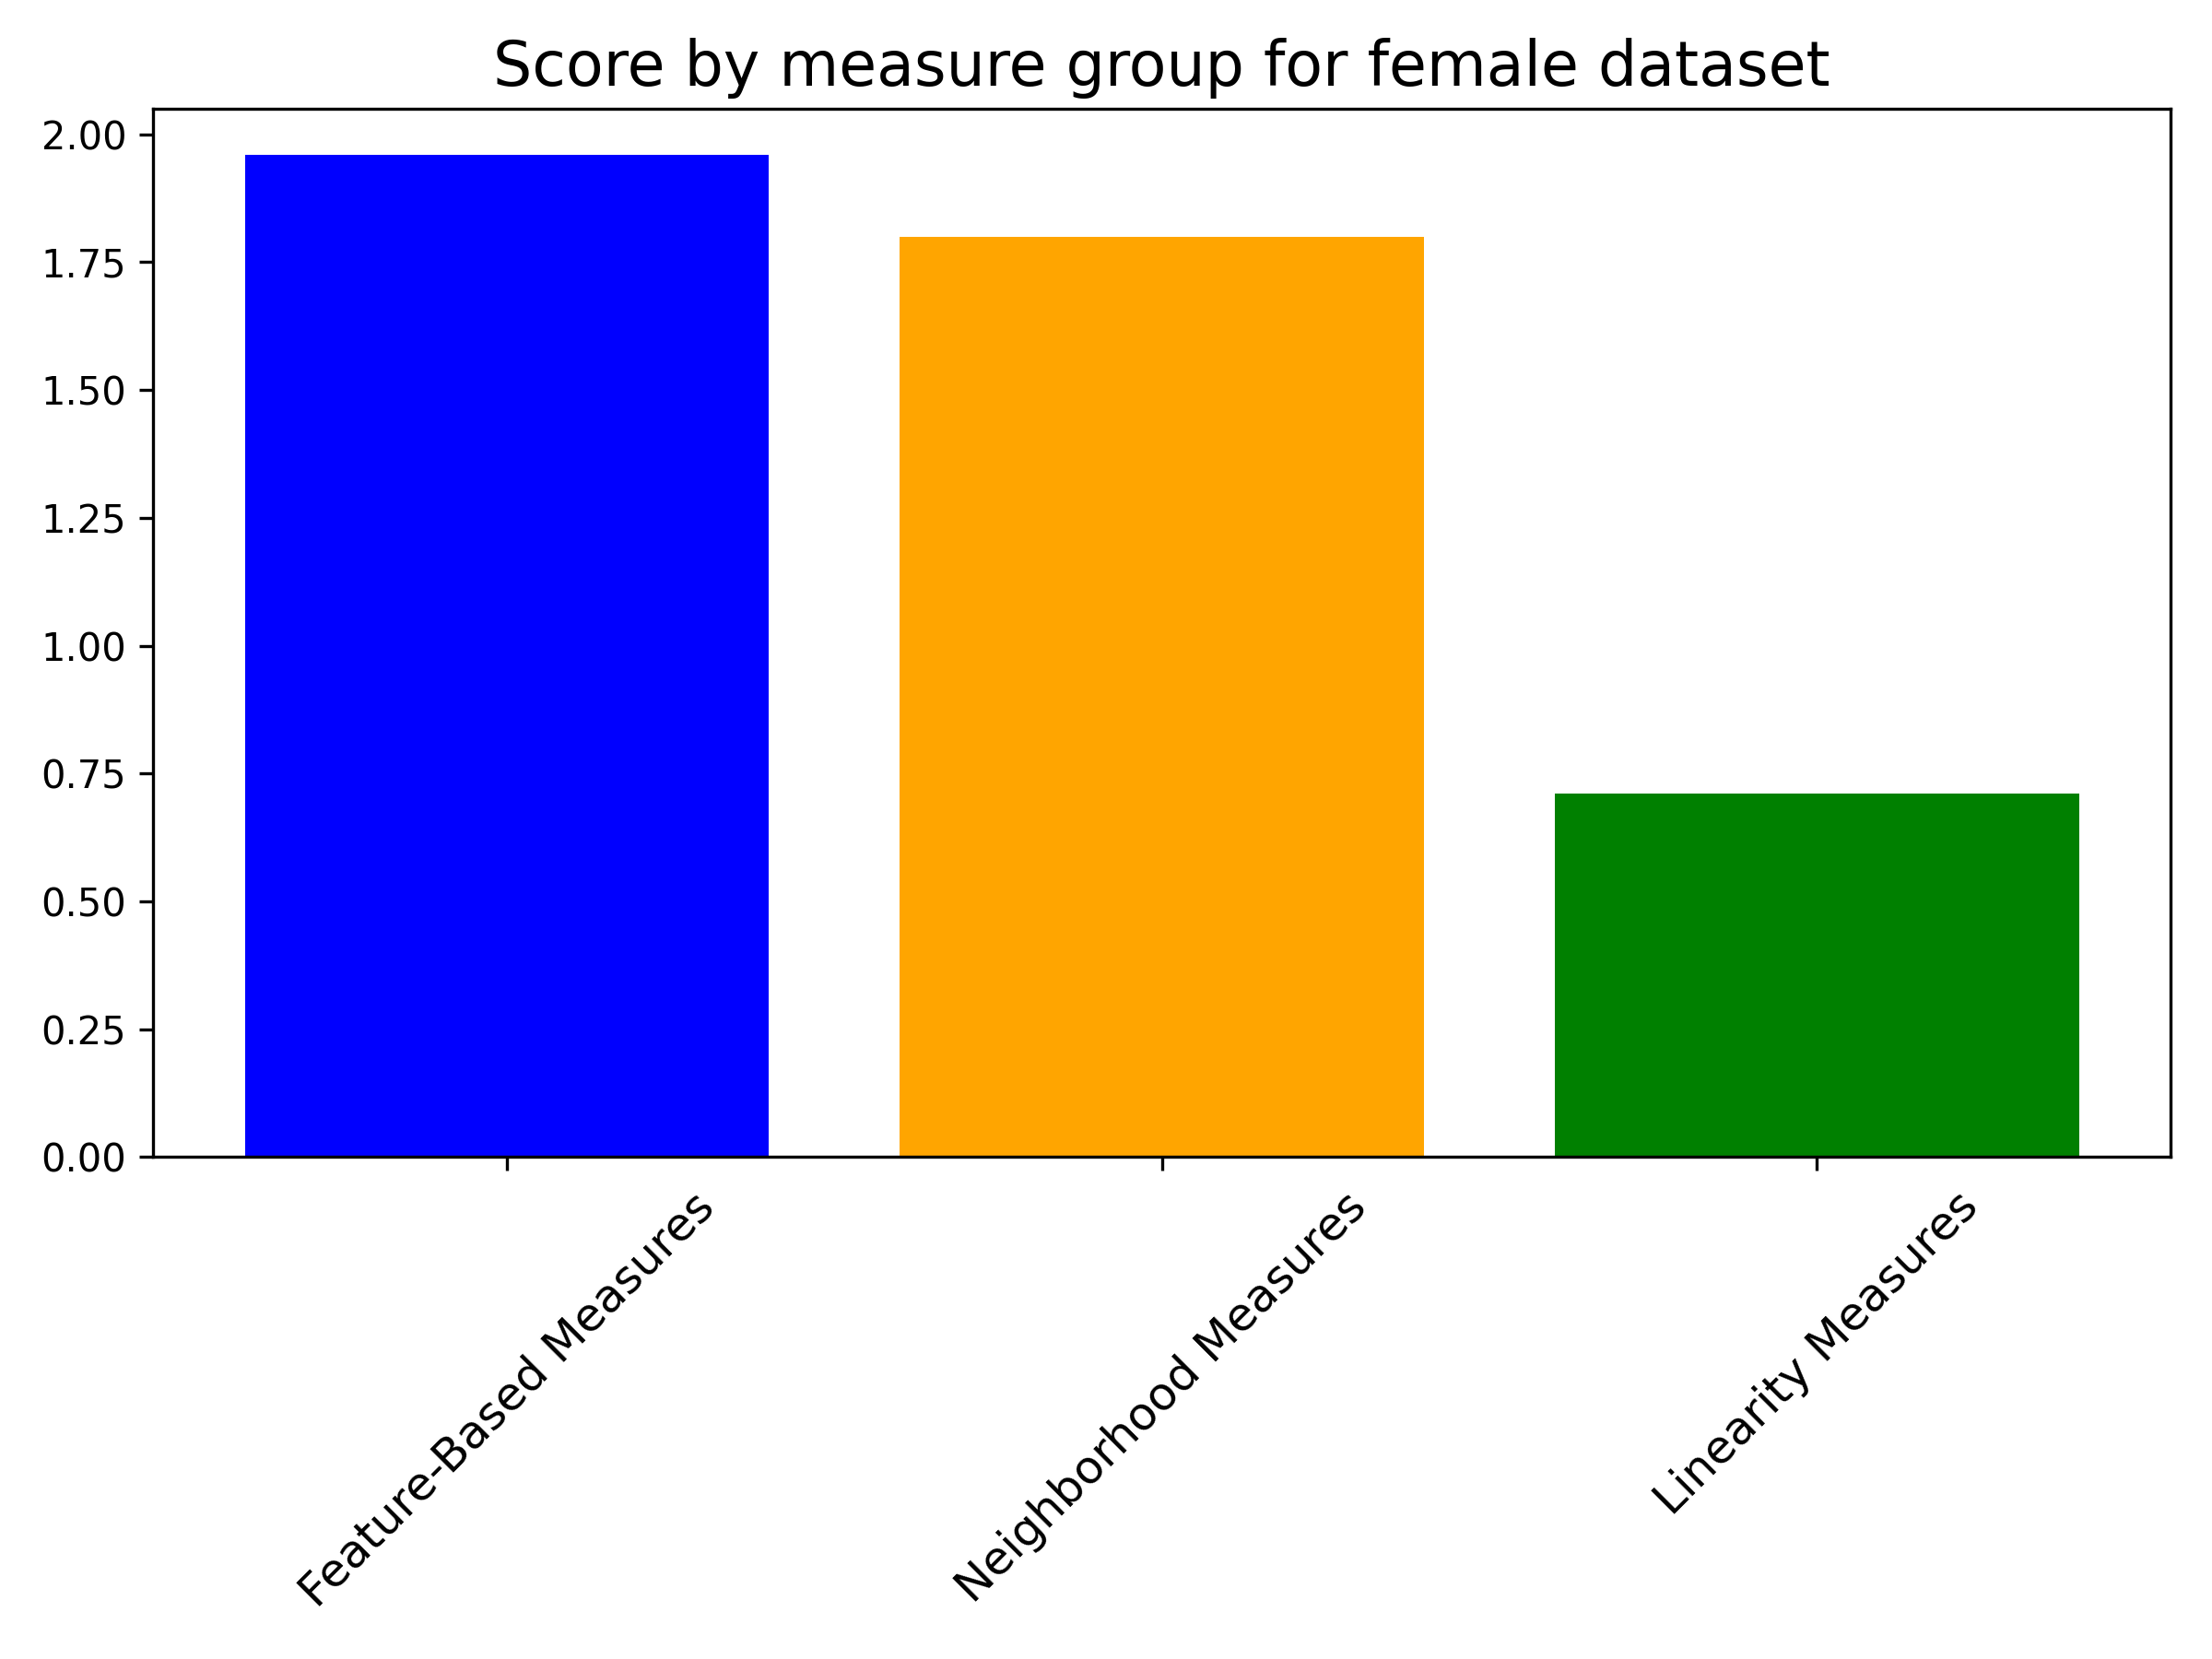 Score by measure group for female dataset
2.00
1.75
1.50
1.25
1.00
0.75
0.50
0.25
0.00
Feature-Based Measures
Neighborhood Measures
Linearity Measures